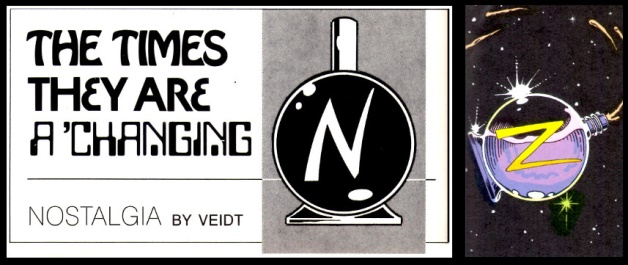 THE TIMES
THEY ARE
A 'CHANGING
N
NOSTALGIA BY VEIDT
Z